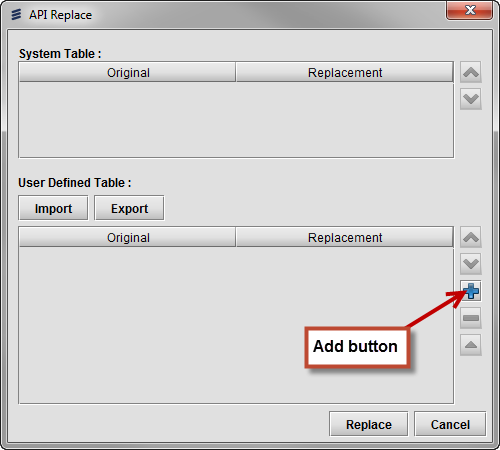 API Replace
System Table :
Original Replacement
User Defined Table :
Import Export
Original Replacement
Add button
Replace Cancel